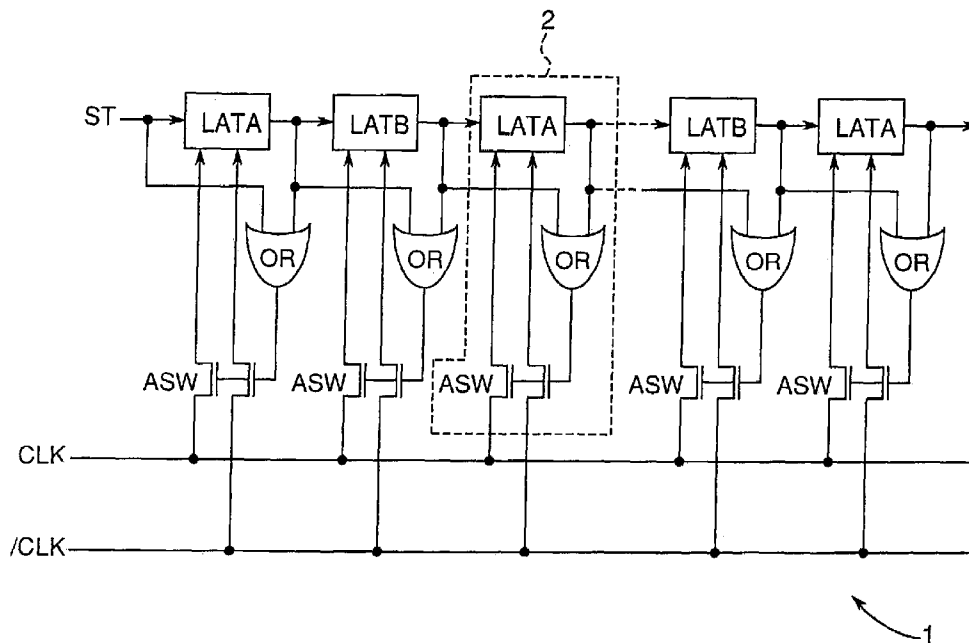 2
ST LATA LATB LATA LATB LATA
OR OR OR OR OR
ASW ASW ASW ASW ASW
CLK
/CLK
1